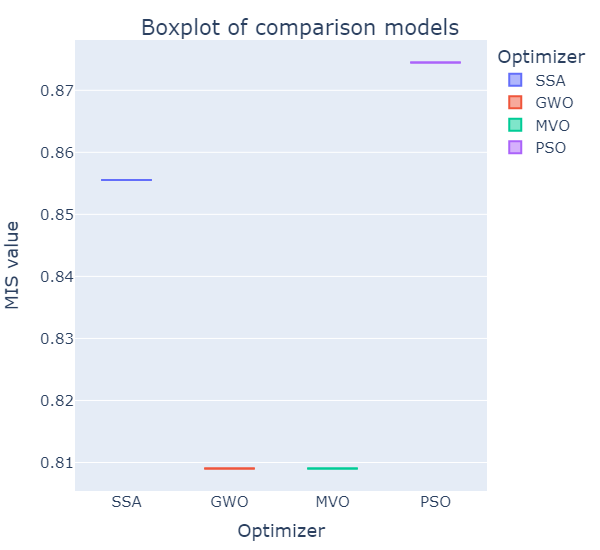 Boxplot of comparison models
Optimizer
SSA
GWO
MVO
PSO
MIS value
0.87
0.86
0.85
0.84
0.83
0.82
0.81
SSA GWO MVO PSO
Optimizer